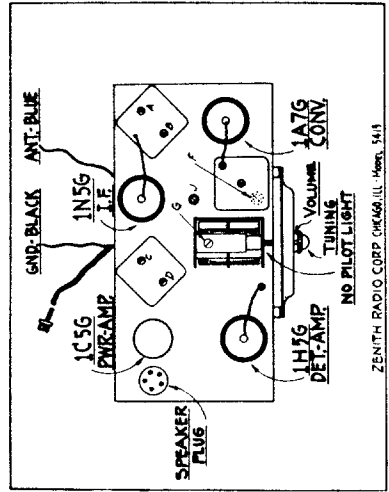 GND-BLACK
ANT-BLUE
1C5G
PWR-AMP.
1N5G
I.F.
A
B
C
D
G
J
F
SPEAKER
PLUG
1H5G
DET.-AMP.
1A7G
CONV.
VOLUME
TUNING
NO PILOT LIGHT
ZENITH RADIO CORP. CHICAGO, ILL - MODEL